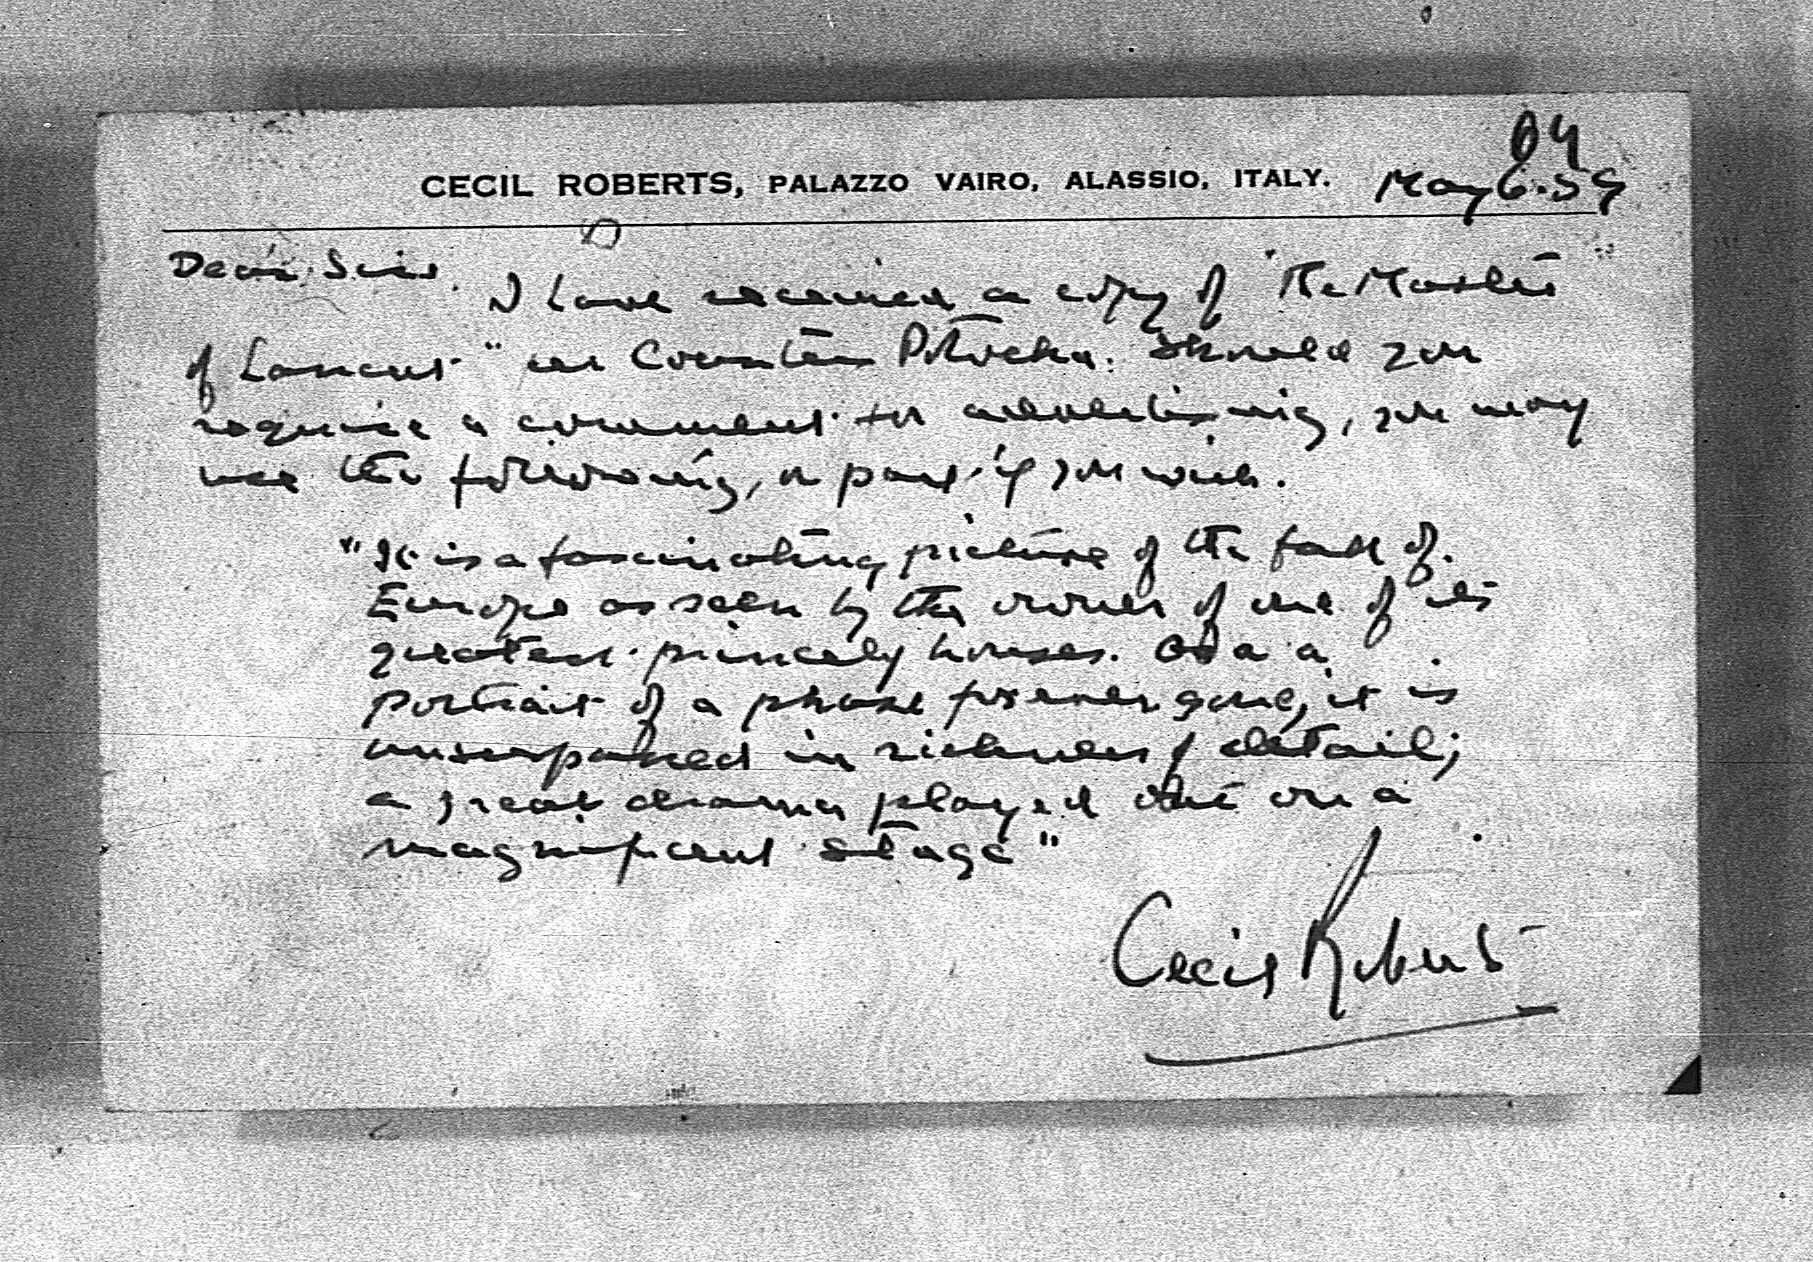 64
CECIL ROBERTS, PALAZZO VAIRO, ALASSIO, ITALY. May 6. 59
Dear Sirs.
I have received a copy of "The Master
of Lancut" by Countess Potocka. Should you
require a comment for advertising, you may
use the following, or part if you wish.
"It is a fascinating picture of the fall of
Europe as seen by the owner of one of its
greatest princely houses. As a
portrait of a phase forever gone, it is
unsurpassed in richness of detail;
a great drama played out on a
magnificent stage"
Cecil Roberts